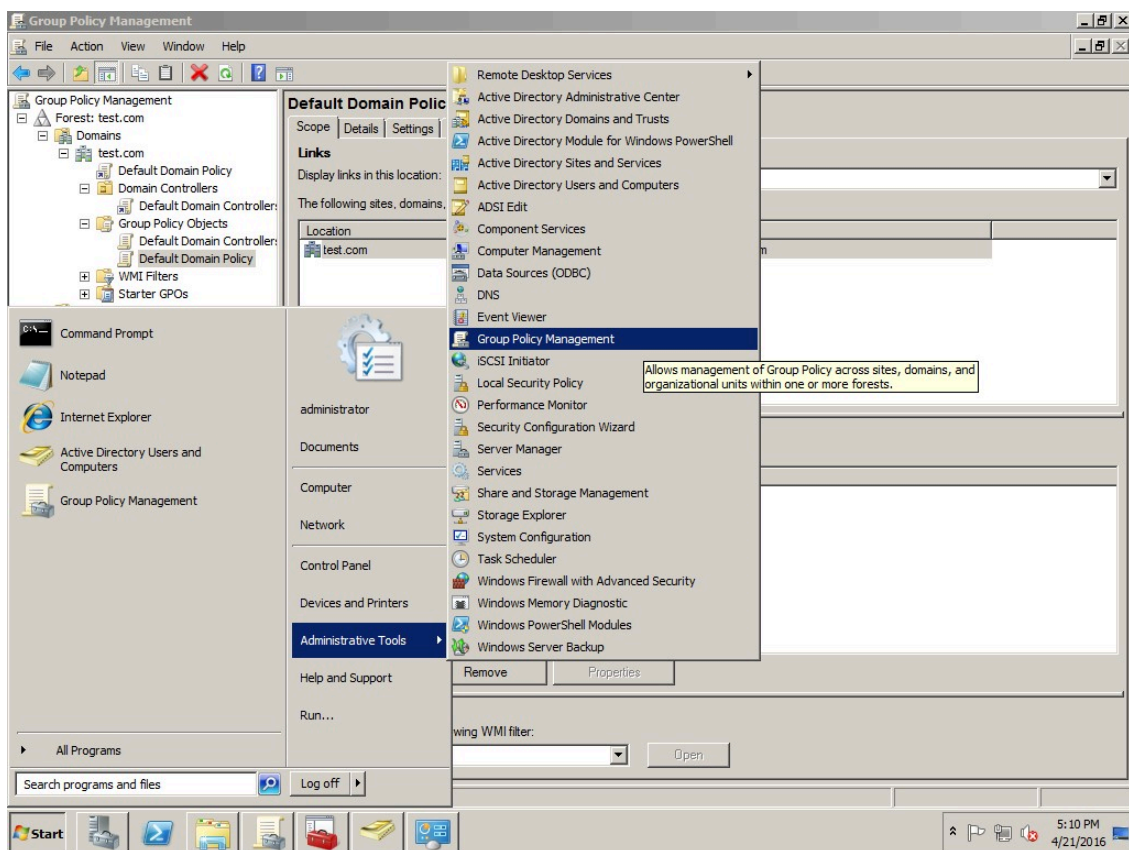 Group Policy Management
File Action View Window Help
Group Policy Management
Forest: test.com
Domains
test.com
Default Domain Policy
Domain Controllers
Default Domain Controller
Group Policy Objects
Default Domain Controller
Default Domain Policy
WMI Filters
Starter GPOs
Default Domain Polic
Scope Details Settings
Links
Display links in this location:
The following sites, domains,
Location
test.com
m
Remove Properties
wing WMI filter:
Open
Command Prompt
Notepad
Internet Explorer
Active Directory Users and
Computers
Group Policy Management
All Programs
Search programs and files
administrator
Documents
Computer
Network
Control Panel
Devices and Printers
Administrative Tools
Help and Support
Run...
Log off
Remote Desktop Services
Active Directory Administrative Center
Active Directory Domains and Trusts
Active Directory Module for Windows PowerShell
Active Directory Sites and Services
Active Directory Users and Computers
ADSI Edit
Component Services
Computer Management
Data Sources (ODBC)
DNS
Event Viewer
Group Policy Management
iSCSI Initiator
Local Security Policy
Performance Monitor
Security Configuration Wizard
Server Manager
Services
Share and Storage Management
Storage Explorer
System Configuration
Task Scheduler
Windows Firewall with Advanced Security
Windows Memory Diagnostic
Windows PowerShell Modules
Windows Server Backup
Allows management of Group Policy across sites, domains, and
organizational units within one or more forests.
Start
5:10 PM
4/21/2016